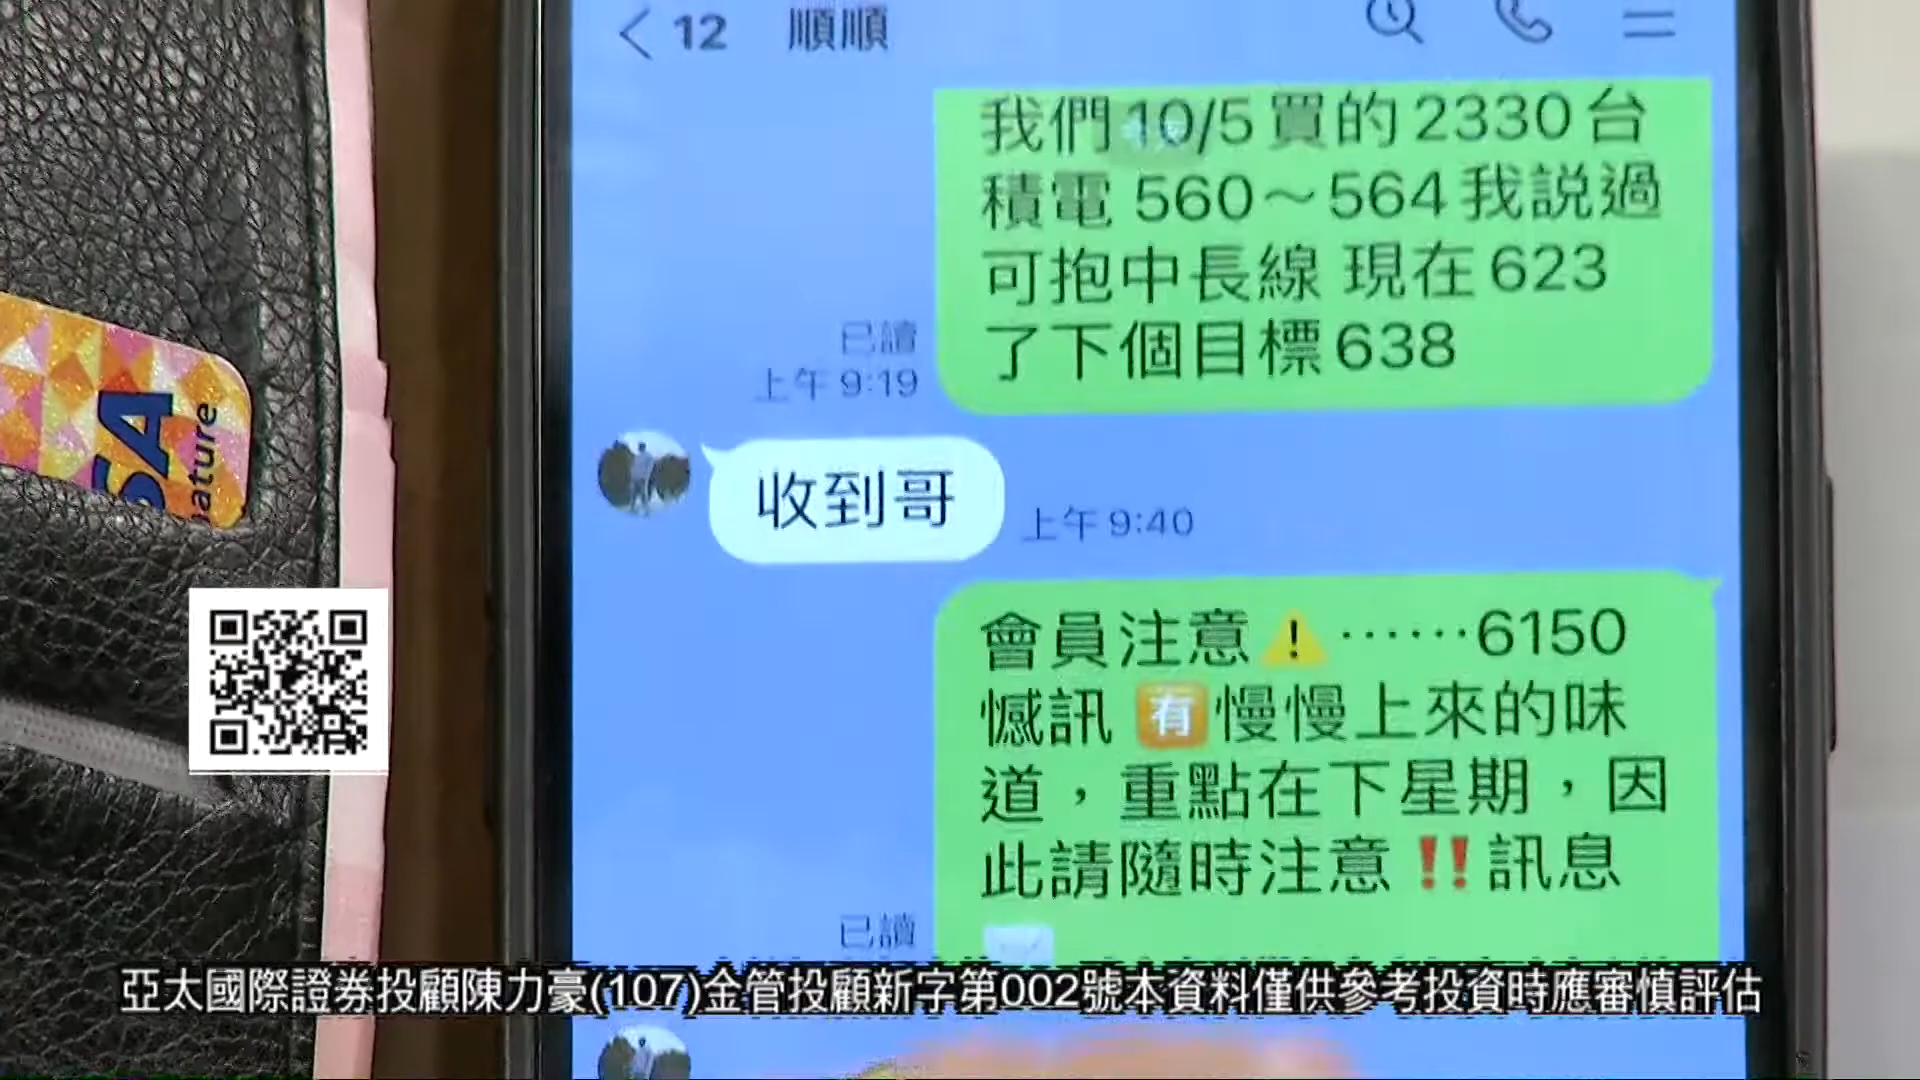 12 順順
我們10/5買的2330台
積電 560～564我説過
可抱中長線 現在623
了下個目標638
已讀
上午9:19
收到哥
上午9:40
會員注意⚠️⋯⋯6150
憾訊 🈶慢慢上來的味
道，重點在下星期，因
此請隨時注意‼️訊息
已讀
SA
nature
亞太國際證券投顧陳力豪(107)金管投顧新字第002號本資料僅供參考投資時應審慎評估